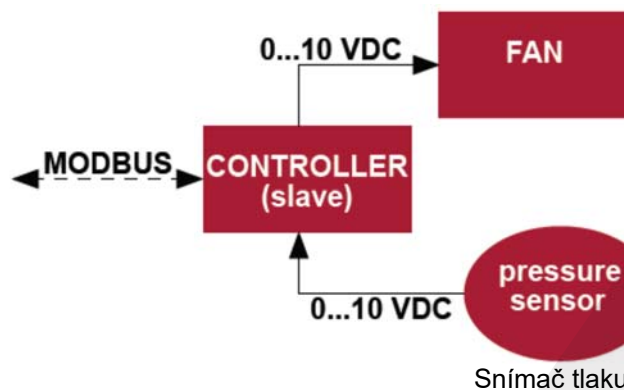 0...10 VDC
FAN
MODBUS
CONTROLLER
(slave)
pressure
sensor
0...10 VDC
Snímač tlaku